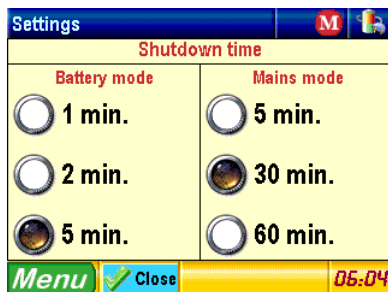 Settings M
Shutdown time
Battery mode Mains mode
1 min. 5 min.
2 min. 30 min.
5 min. 60 min.
Menu Close 06:04